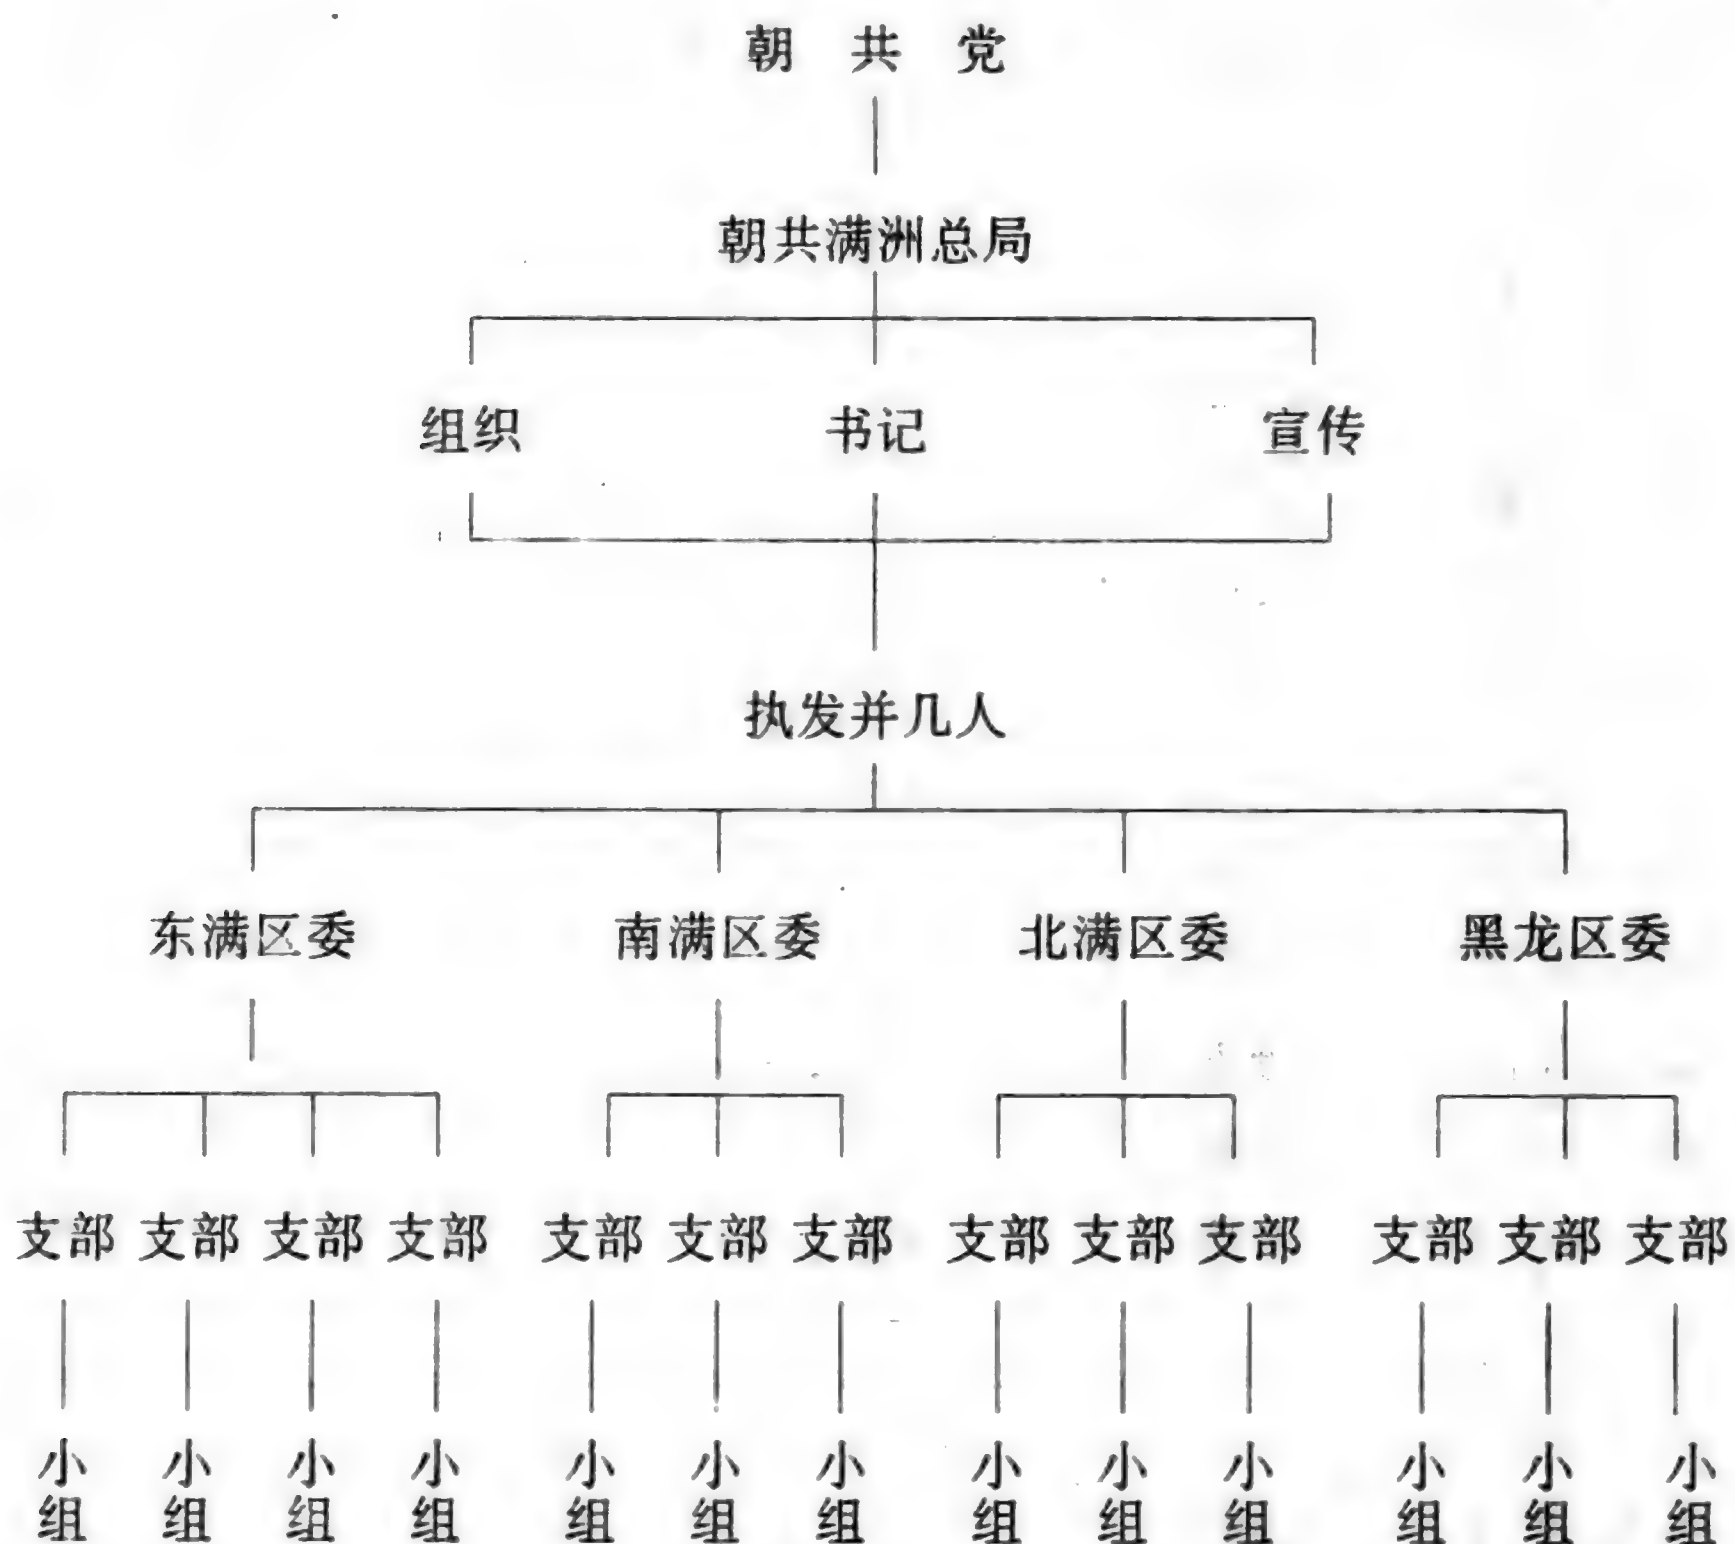 朝 共 党
朝共满洲总局
组织 书记 宣传
执发并几人
东满区委 南满区委 北满区委 黑龙区委
支部 支部 支部 支部 支部 支部 支部 支部 支部 支部 支部 支部 支部
小组 小组 小组 小组 小组 小组 小组 小组 小组 小组 小组 小组 小组